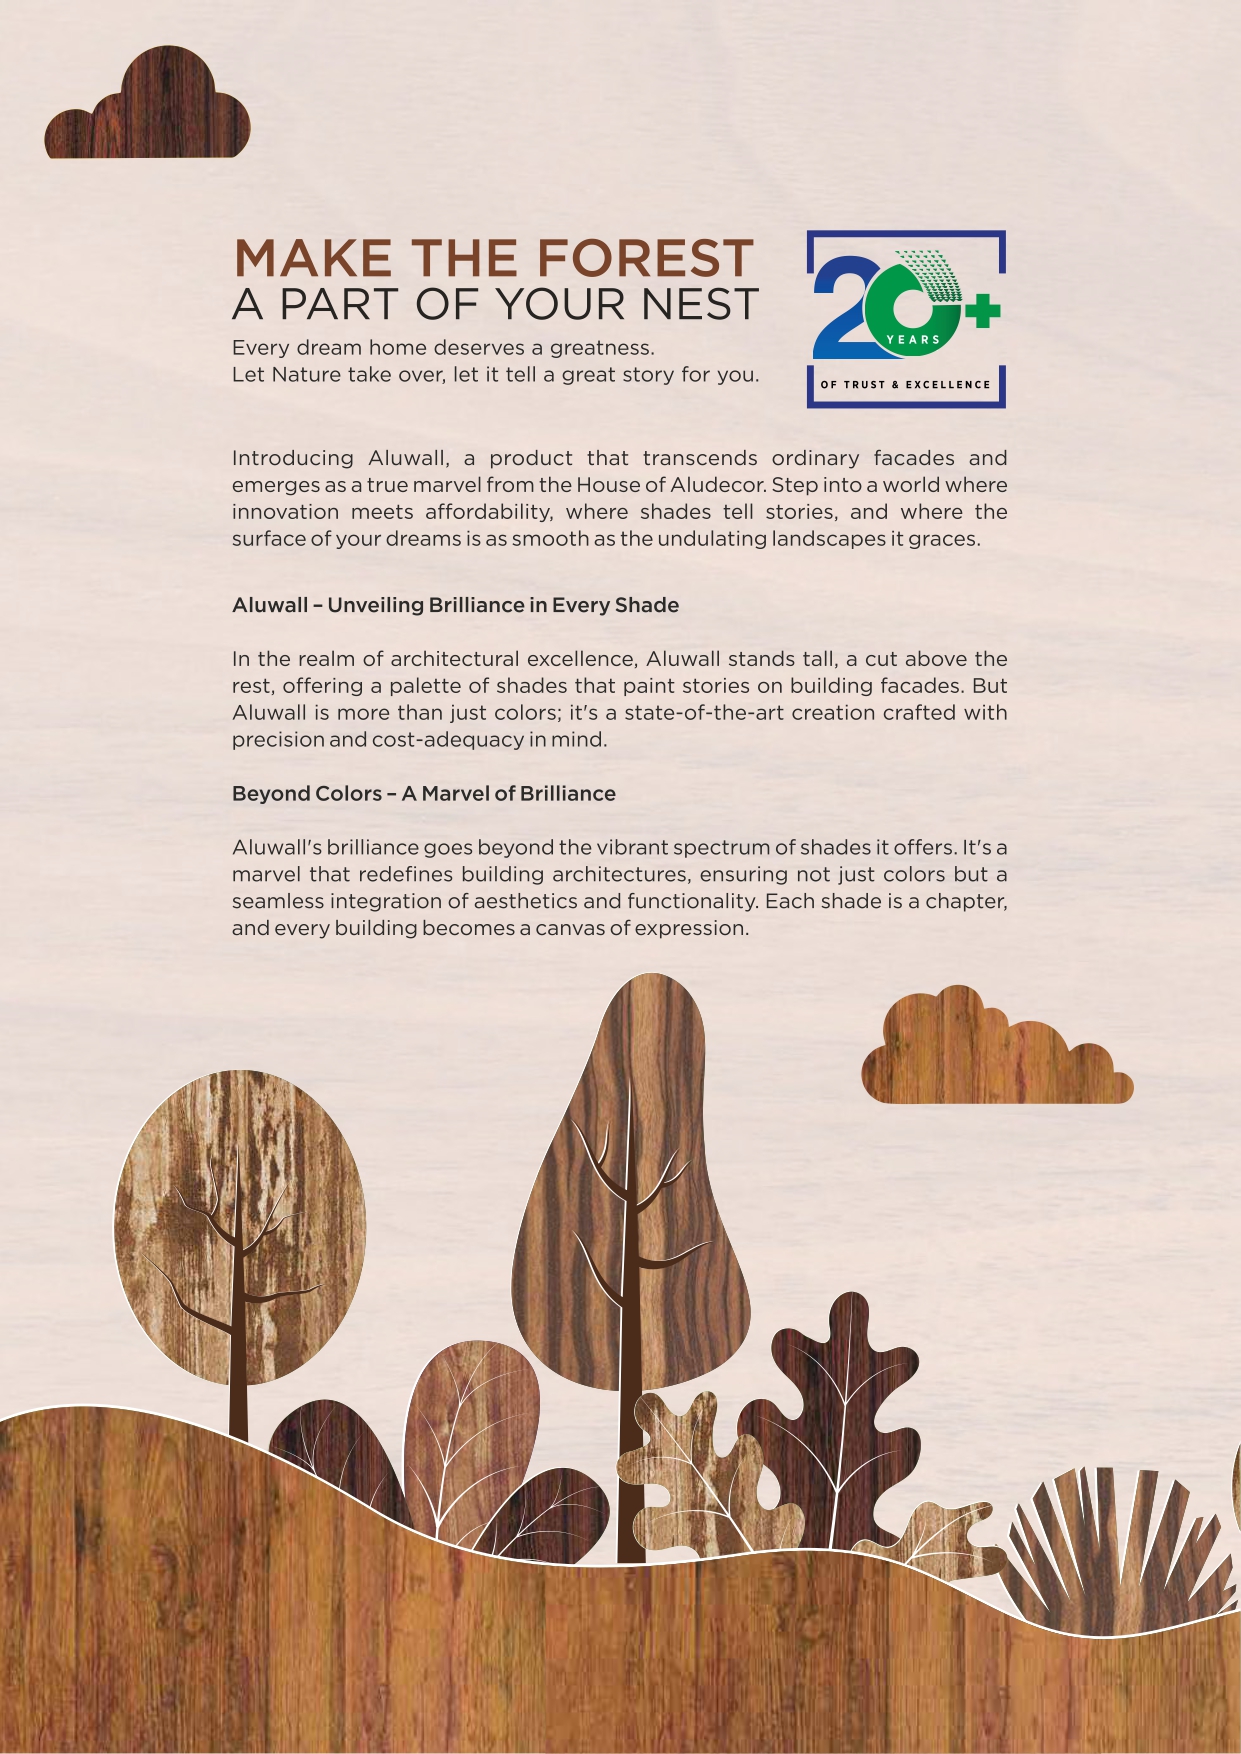 MAKE THE FOREST
A PART OF YOUR NEST
Every dream home deserves a greatness.
Let Nature take over, let it tell a great story for you.
20+
YEARS
OF TRUST & EXCELLENCE
Introducing Aluwall, a product that transcends ordinary facades and
emerges as a true marvel from the House of Aludecor. Step into a world where
innovation meets affordability, where shades tell stories, and where the
surface of your dreams is as smooth as the undulating landscapes it graces.
Aluwall – Unveiling Brilliance in Every Shade
In the realm of architectural excellence, Aluwall stands tall, a cut above the
rest, offering a palette of shades that paint stories on building facades. But
Aluwall is more than just colors; it's a state-of-the-art creation crafted with
precision and cost-adequacy in mind.
Beyond Colors – A Marvel of Brilliance
Aluwall's brilliance goes beyond the vibrant spectrum of shades it offers. It's a
marvel that redefines building architectures, ensuring not just colors but a
seamless integration of aesthetics and functionality. Each shade is a chapter,
and every building becomes a canvas of expression.